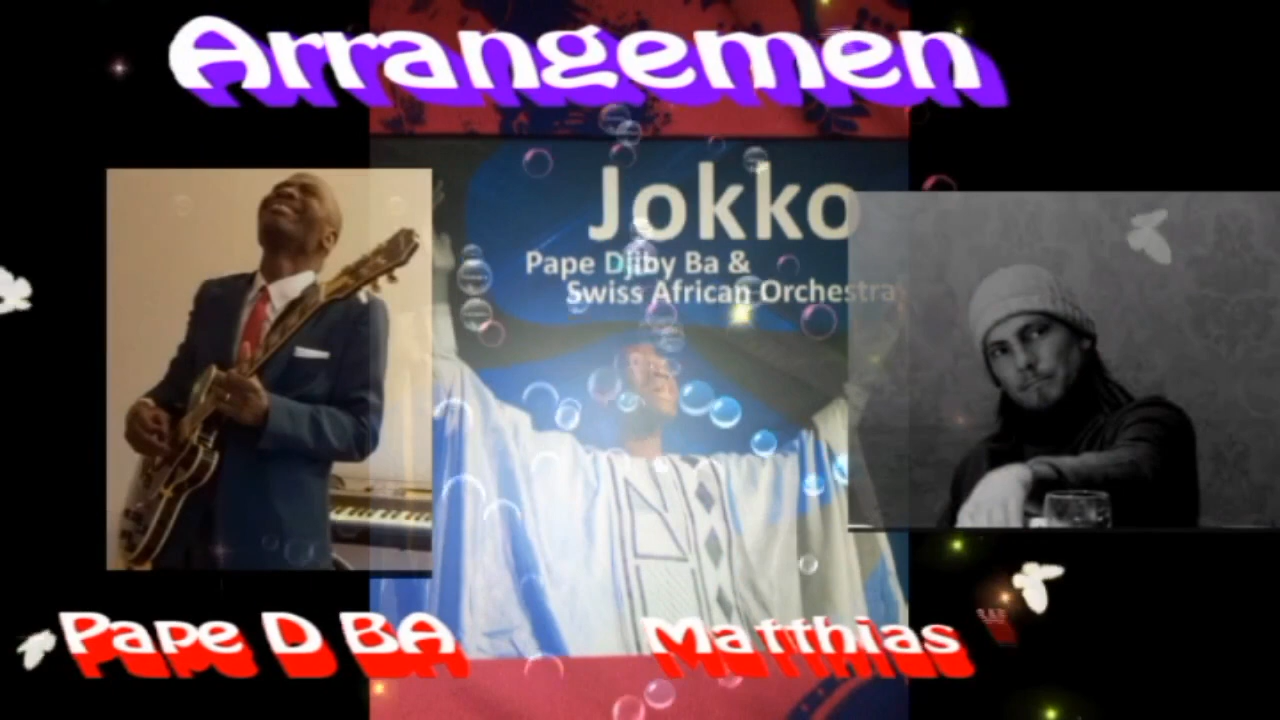 Arrangemen
Jokko
Pape Djiby Ba &
Swiss African Orchestra
Pape D BA
Matthias